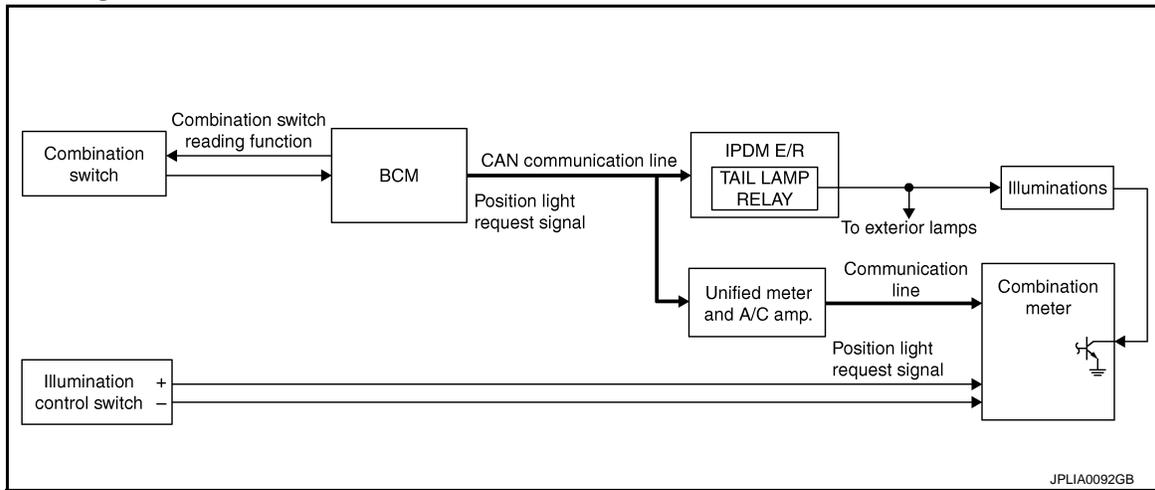 Combination switch
reading function
Combination
switch
BCM
CAN communication line
Position light
request signal
IPDM E/R
TAIL LAMP
RELAY
Illuminations
To exterior lamps
Unified meter
and A/C amp.
Communication
line
Combination
meter
Position light
request signal
Illumination +
control switch –
JPLIA0092GB